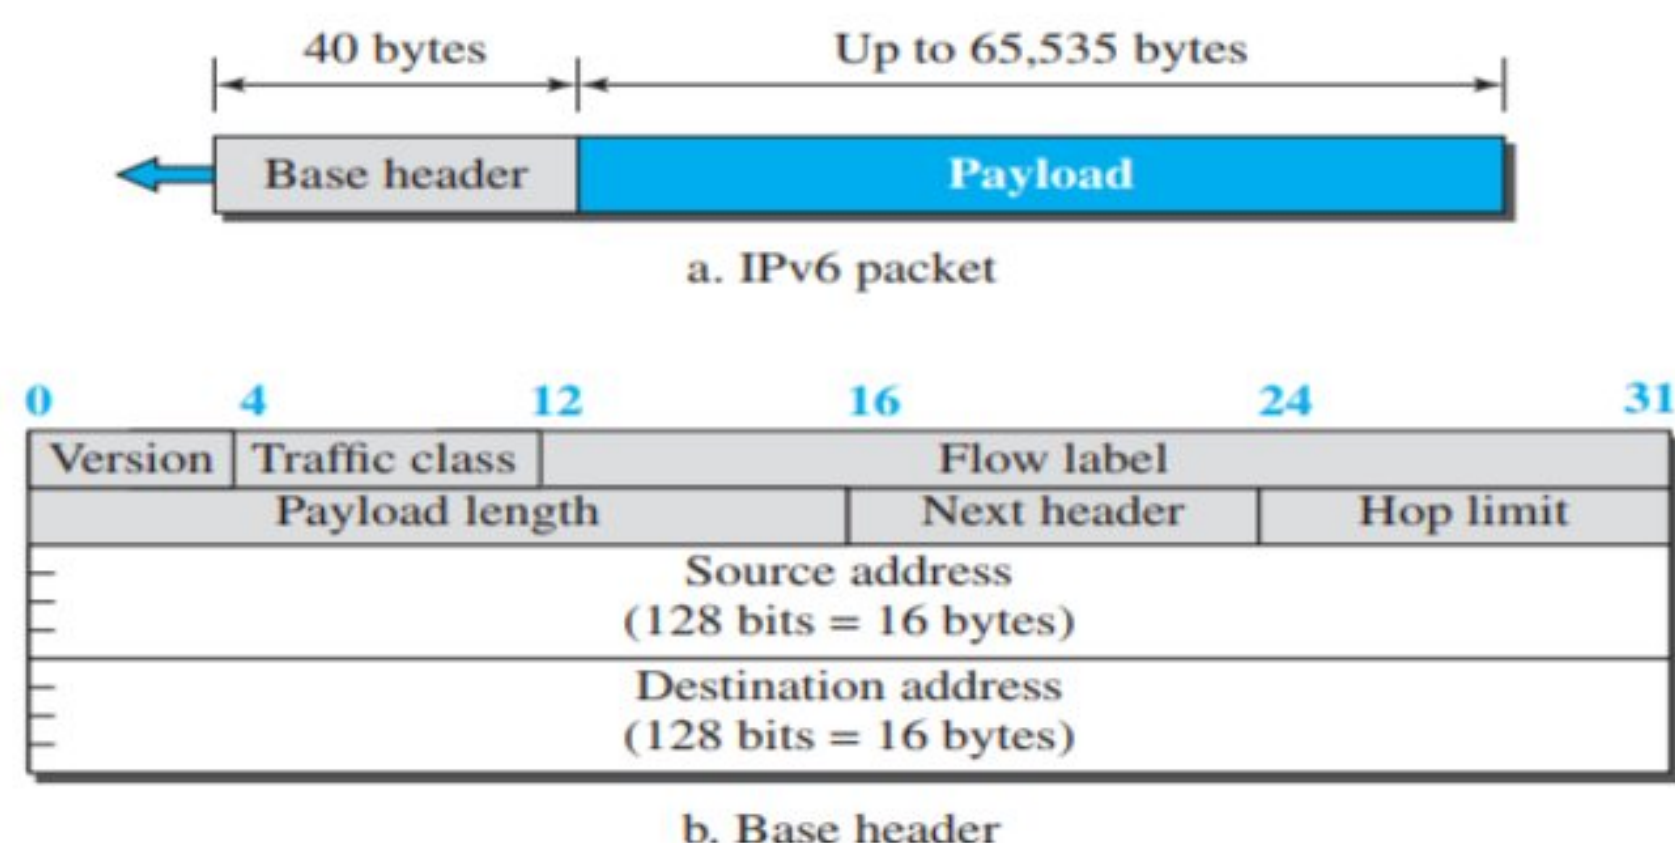 40 bytes Up to 65,535 bytes
Base header Payload
a. IPv6 packet
0 4 12 16 24 31
Version Traffic class Flow label
Payload length Next header Hop limit
Source address
(128 bits = 16 bytes)
Destination address
(128 bits = 16 bytes)
b. Base header